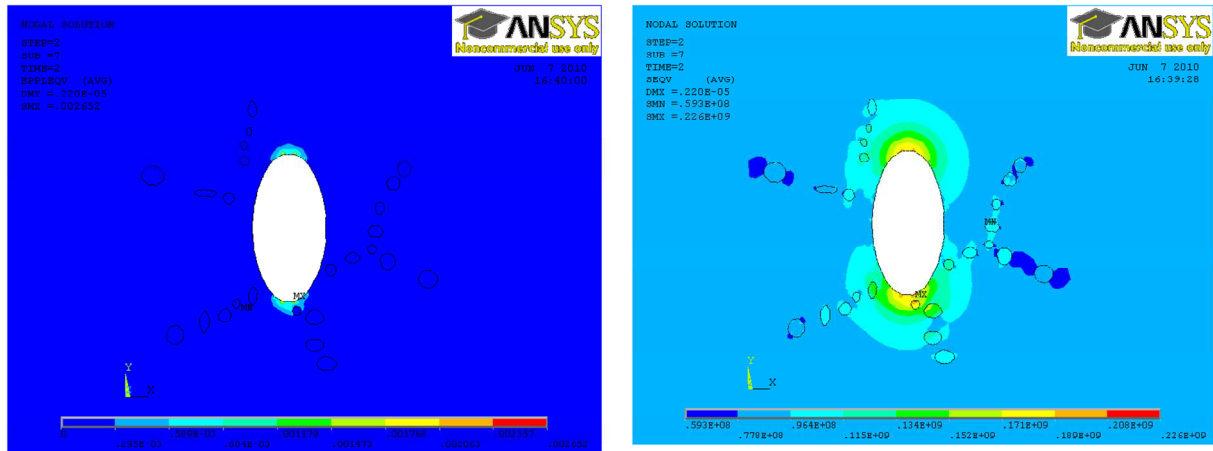 NODAL SOLUTION
STEP=2
SUB =7
TIME=2
EPPLEQV (AVG)
DMX =.220E-05
SMX =.002652
ANSYS
Noncommercial use only
JUN 7 2010
16:40:00
MX
MN
Y
X
0
.001179
.001768
.002357
.001473
.002063
.002652
NODAL SOLUTION
STEP=2
SUB =7
TIME=2
SEQV (AVG)
DMX =.220E-05
SMN =.593E+08
SMX =.226E+09
ANSYS
Noncommercial use only
JUN 7 2010
16:39:28
MN
MX
Y
X
.593E+08
.964E+08
.134E+09
.171E+09
.208E+09
.778E+08
.115E+09
.152E+09
.189E+09
.226E+09